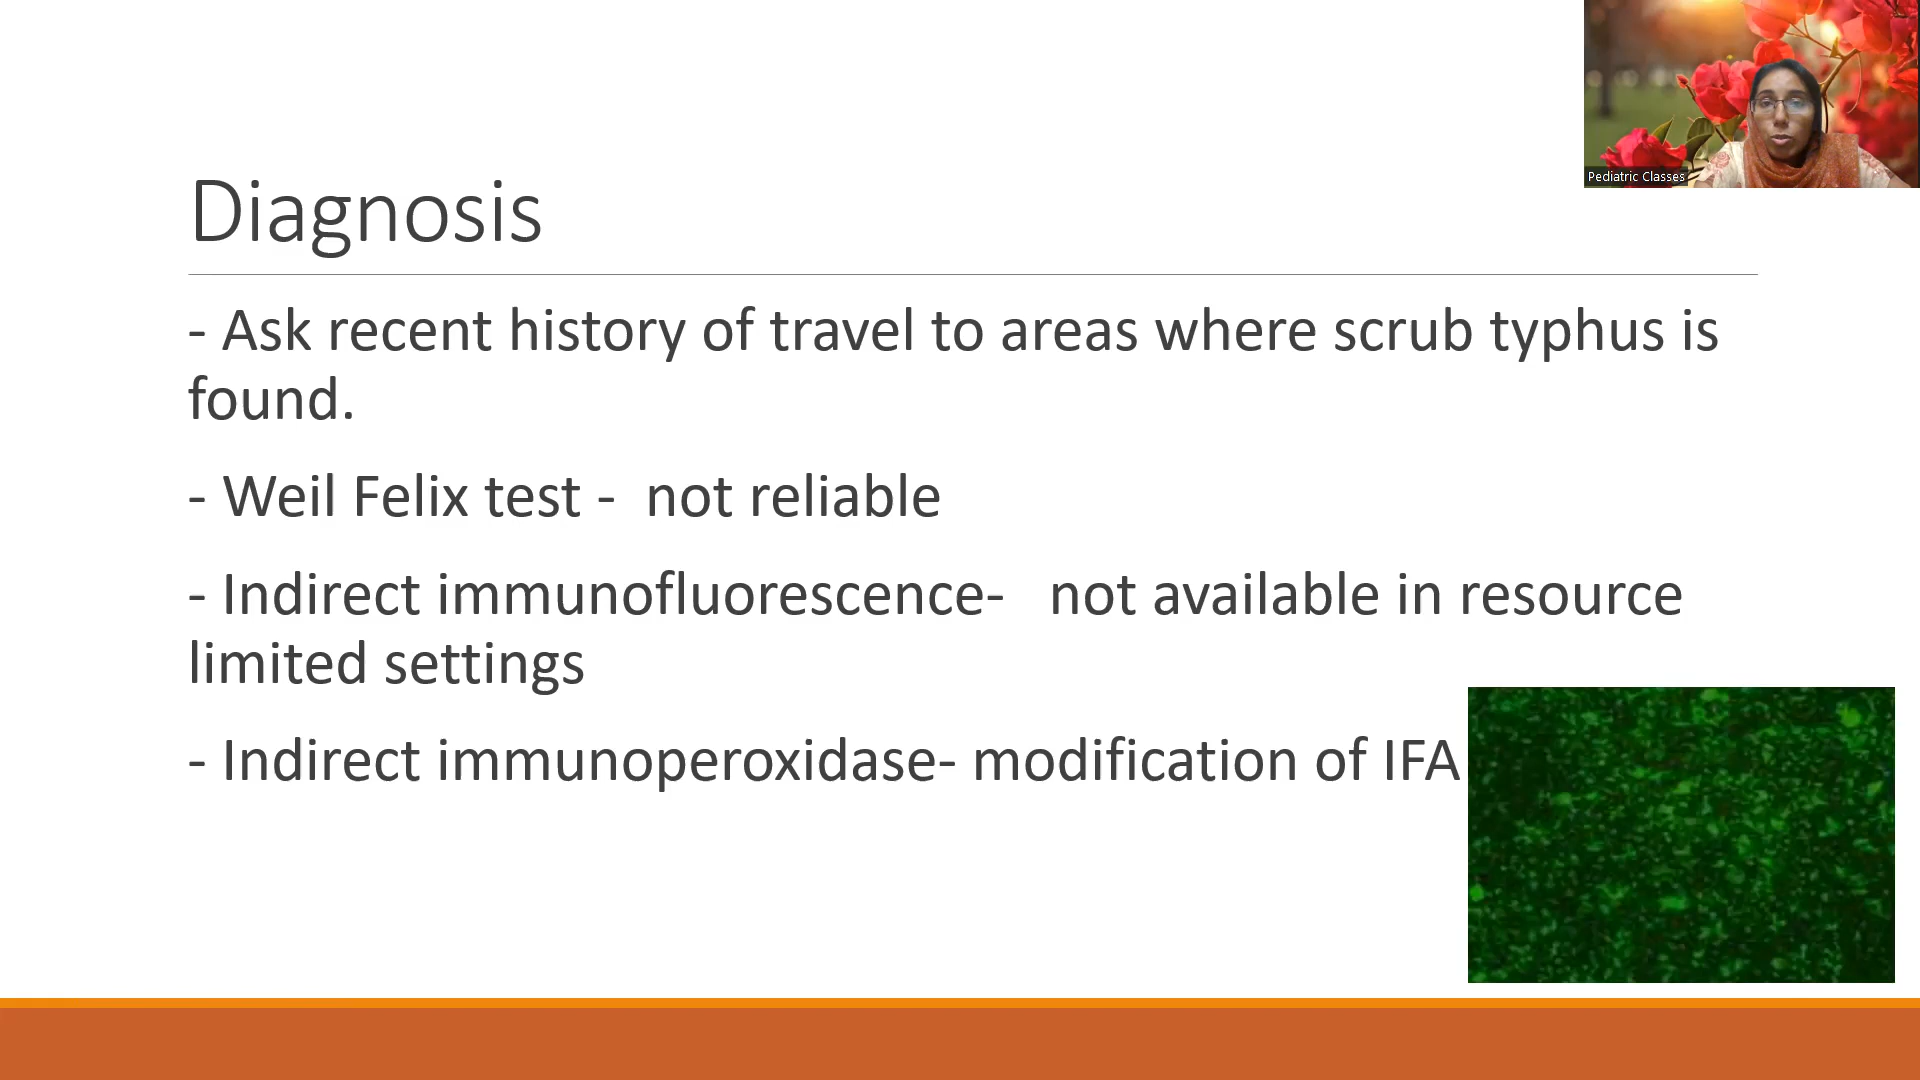 Pediatric Classes
Diagnosis
- Ask recent history of travel to areas where scrub typhus is
found.
- Weil Felix test -  not reliable
- Indirect immunofluorescence-   not available in resource
limited settings
- Indirect immunoperoxidase- modification of IFA